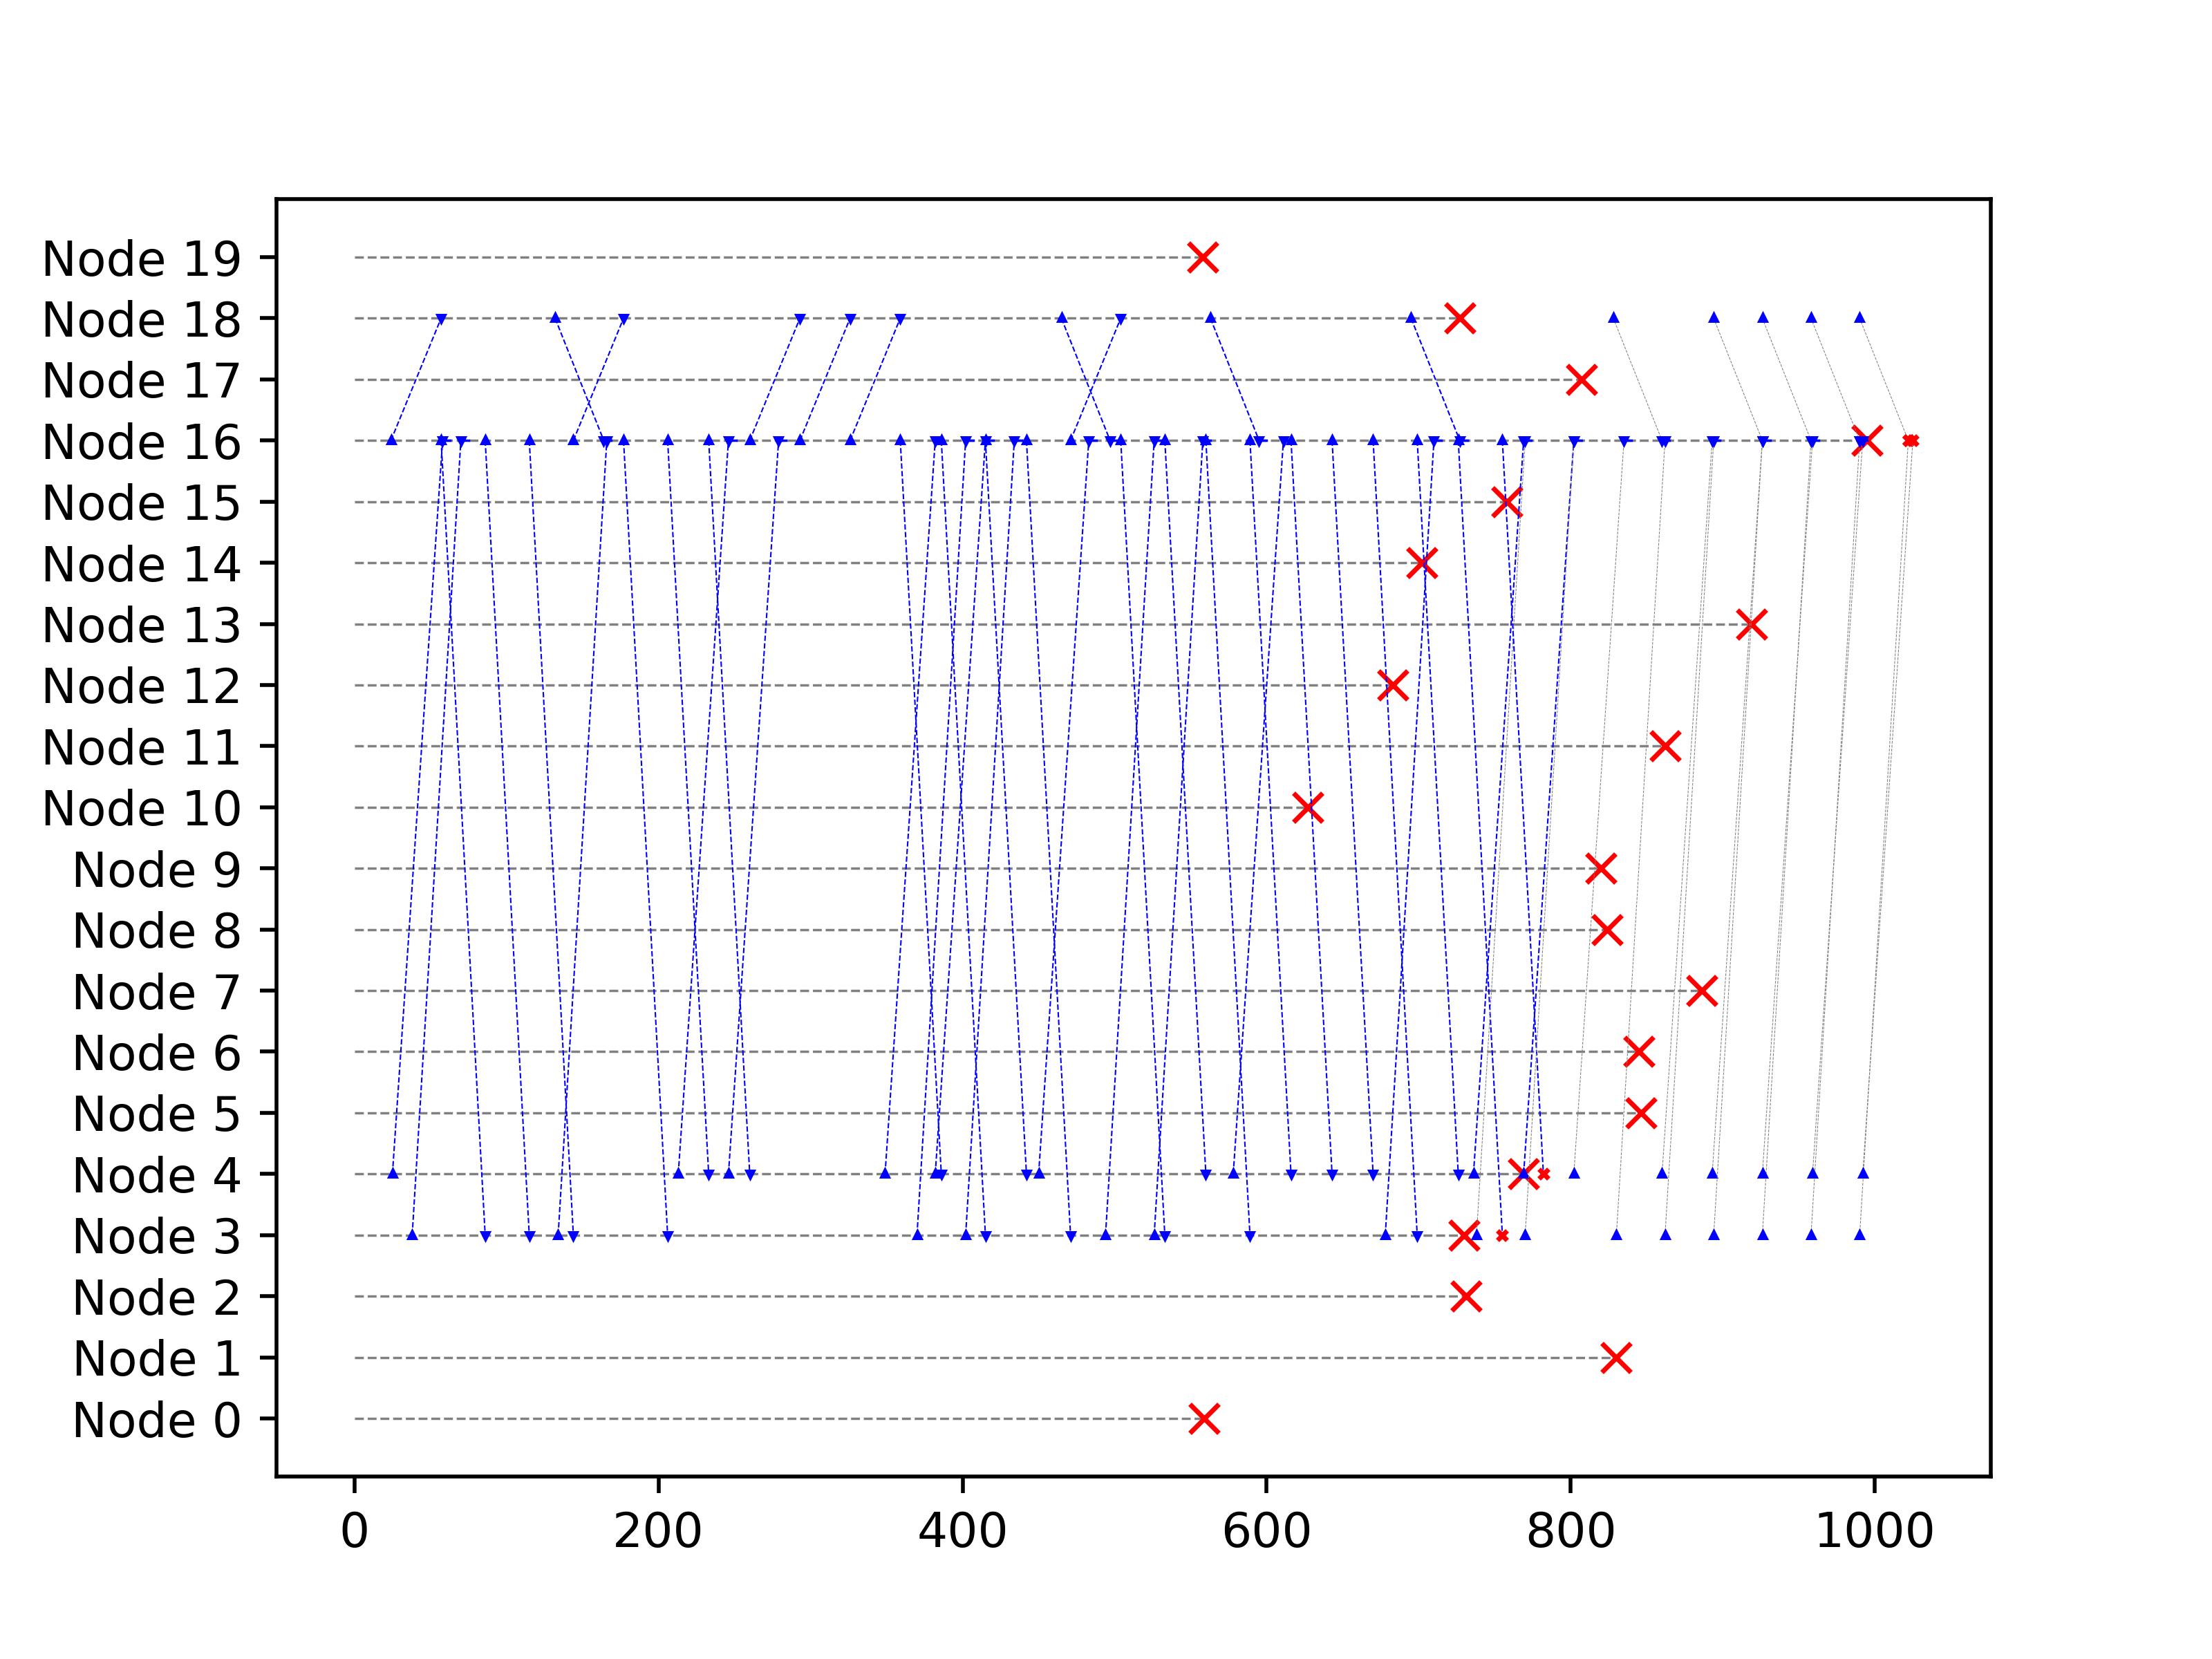 Node 19
Node 18
Node 17
Node 16
Node 15
Node 14
Node 13
Node 12
Node 11
Node 10
Node 9
Node 8
Node 7
Node 6
Node 5
Node 4
Node 3
Node 2
Node 1
Node 0
0 200 400 600 800 1000